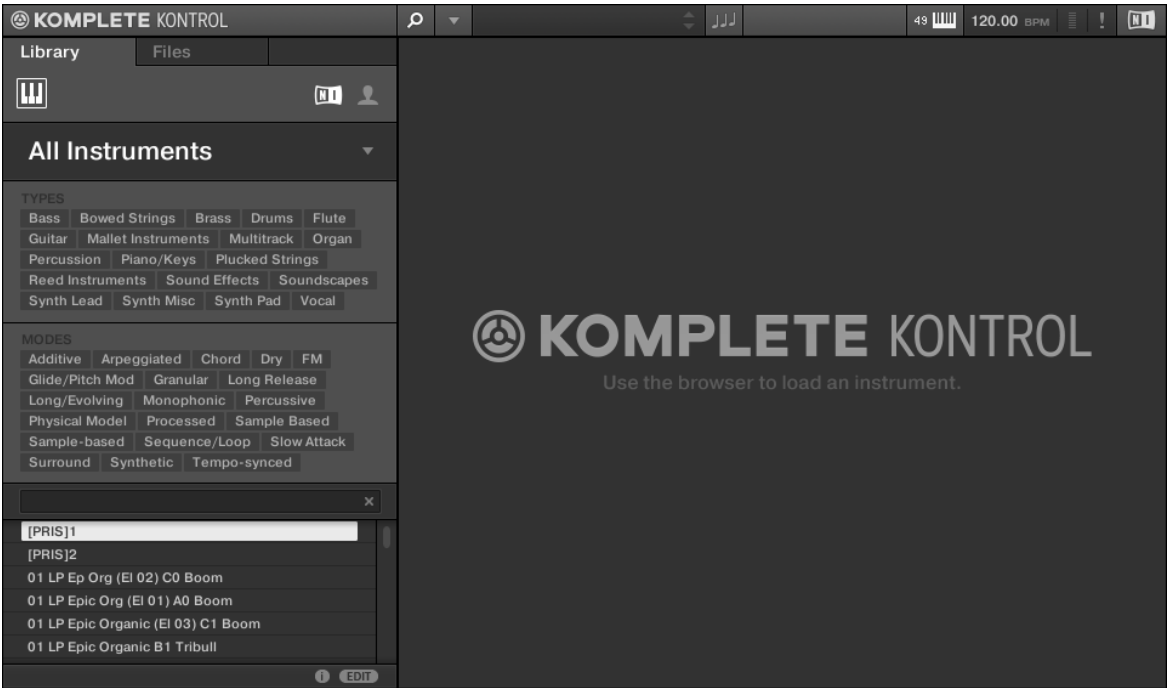 KOMPLETE KONTROL
49 120.00 BPM ! NI
Library Files
NI
All Instruments
TYPES
Bass Bowed Strings Brass Drums Flute
Guitar Mallet Instruments Multitrack Organ
Percussion Piano/Keys Plucked Strings
Reed Instruments Sound Effects Soundscapes
Synth Lead Synth Misc Synth Pad Vocal
MODES
Additive Arpeggiated Chord Dry FM
Glide/Pitch Mod Granular Long Release
Long/Evolving Monophonic Percussive
Physical Model Processed Sample Based
Sample-based Sequence/Loop Slow Attack
Surround Synthetic Tempo-synced
[PRIS]1
[PRIS]2
01 LP Ep Org (El 02) C0 Boom
01 LP Epic Org (El 01) A0 Boom
01 LP Epic Organic (El 03) C1 Boom
01 LP Epic Organic B1 Tribull
i EDIT
KOMPLETE KONTROL
Use the browser to load an instrument.